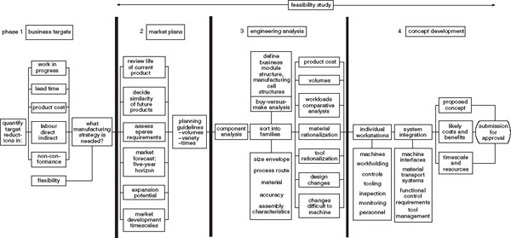 feasibility study
phase 1
business targets
2
market plans
3
engineering analysis
4
concept development
quantify
target
reduct-
ions in:
work in
progress
lead time
product cost
labour
direct
indirect
non-con-
formance
flexibility
what
manufacturing
strategy is
needed?
review life
of current
product
decide
similarity
of future
products
assess
spares
requirements
market
forecast:
five-year
horizon
expansion
potential
market
development
timescales
planning
guidelines
-volumes
-variety
-times
component
analysis
define
business
module
structure,
manufacturing
cell
structures
buy-versus-
make analysis
sort into
families
size envelope
process route
material
accuracy
assembly
characteristics
product cost
volumes
workloads
comparative
analysis
material
rationalization
tool
rationalization
design
changes
changes
difficult to
machine
individual
workstations
machines
workholding
controls
tooling
inspection
monitoring
personnel
system
integration
machine
interfaces
material
transport
systems
functional
control
requirements
tool
management
proposed
concept
likely
costs and
benefits
timescale
and
resources
submission
for
approval